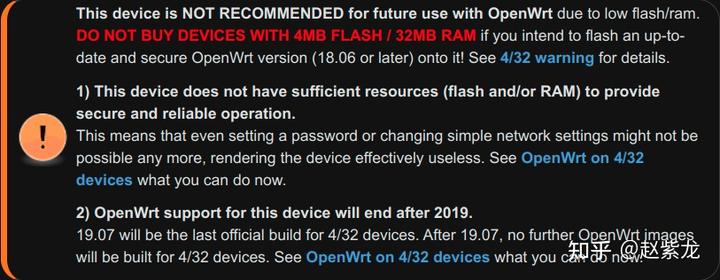 This device is NOT RECOMMENDED for future use with OpenWrt due to low flash/ram.
DO NOT BUY DEVICES WITH 4MB FLASH / 32MB RAM if you intend to flash an up-to-
date and secure OpenWrt version (18.06 or later) onto it! See 4/32 warning for details.
1) This device does not have sufficient resources (flash and/or RAM) to provide
secure and reliable operation.
This means that even setting a password or changing simple network settings might not be
possible any more, rendering the device effectively useless. See OpenWrt on 4/32
devices what you can do now.
2) OpenWrt support for this device will end after 2019.
19.07 will be the last official build for 4/32 devices. After 19.07, no further OpenWrt images
will be built for 4/32 devices. See OpenWrt on 4/32 devices what you can do now.
知乎 @赵紫龙